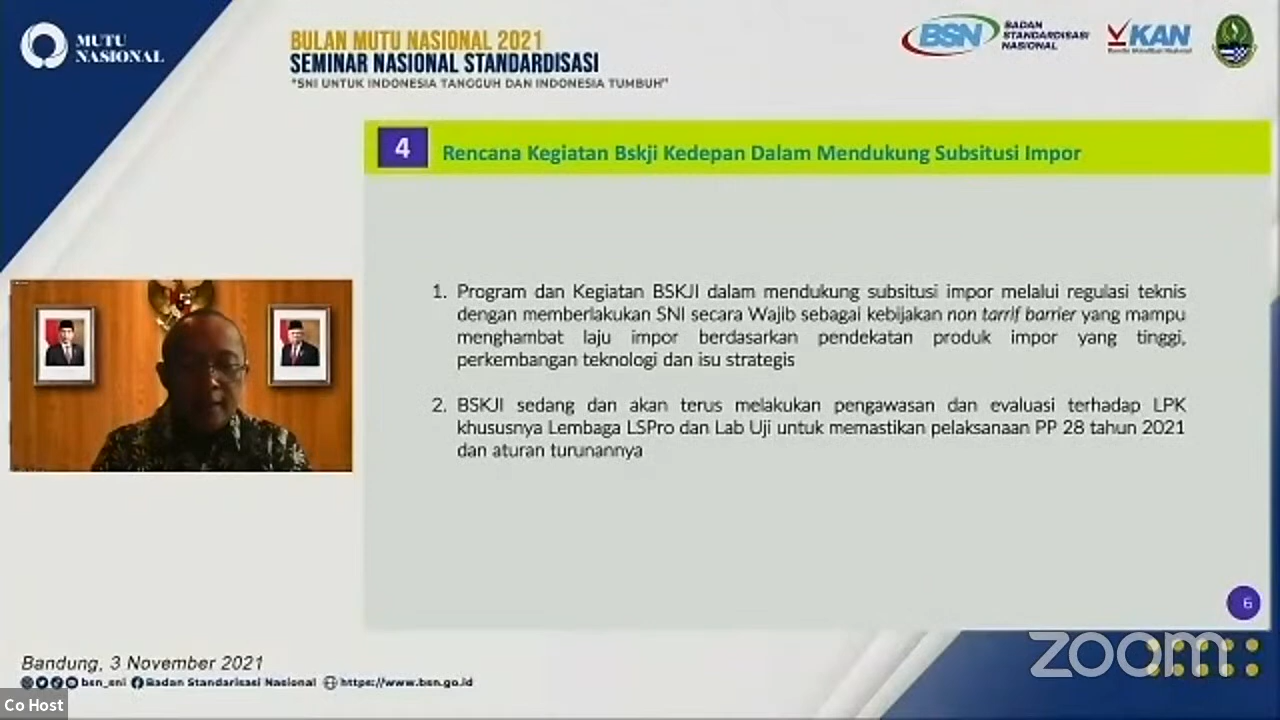 MUTU
NASIONAL
BULAN MUTU NASIONAL 2021
SEMINAR NASIONAL STANDARDISASI
"SNI UNTUK INDONESIA TANGGUH DAN INDONESIA TUMBUH"
BSN
BADAN
STANDARDISASI
NASIONAL
KAN
Komite Akreditasi Nasional
4
Rencana Kegiatan Bskji Kedepan Dalam Mendukung Subsitusi Impor
1. Program dan Kegiatan BSKJI dalam mendukung subsitusi impor melalui regulasi teknis
dengan memberlakukan SNI secara Wajib sebagai kebijakan non tarrif barrier yang mampu
menghambat laju impor berdasarkan pendekatan produk impor yang tinggi,
perkembangan teknologi dan isu strategis
2. BSKJI sedang dan akan terus melakukan pengawasan dan evaluasi terhadap LPK
khususnya Lembaga LSPro dan Lab Uji untuk memastikan pelaksanaan PP 28 tahun 2021
dan aturan turunannya
6
zoom
Bandung, 3 November 2021
bsn_sni Badan Standarisasi Nasional https://www.bsn.go.id
Co Host